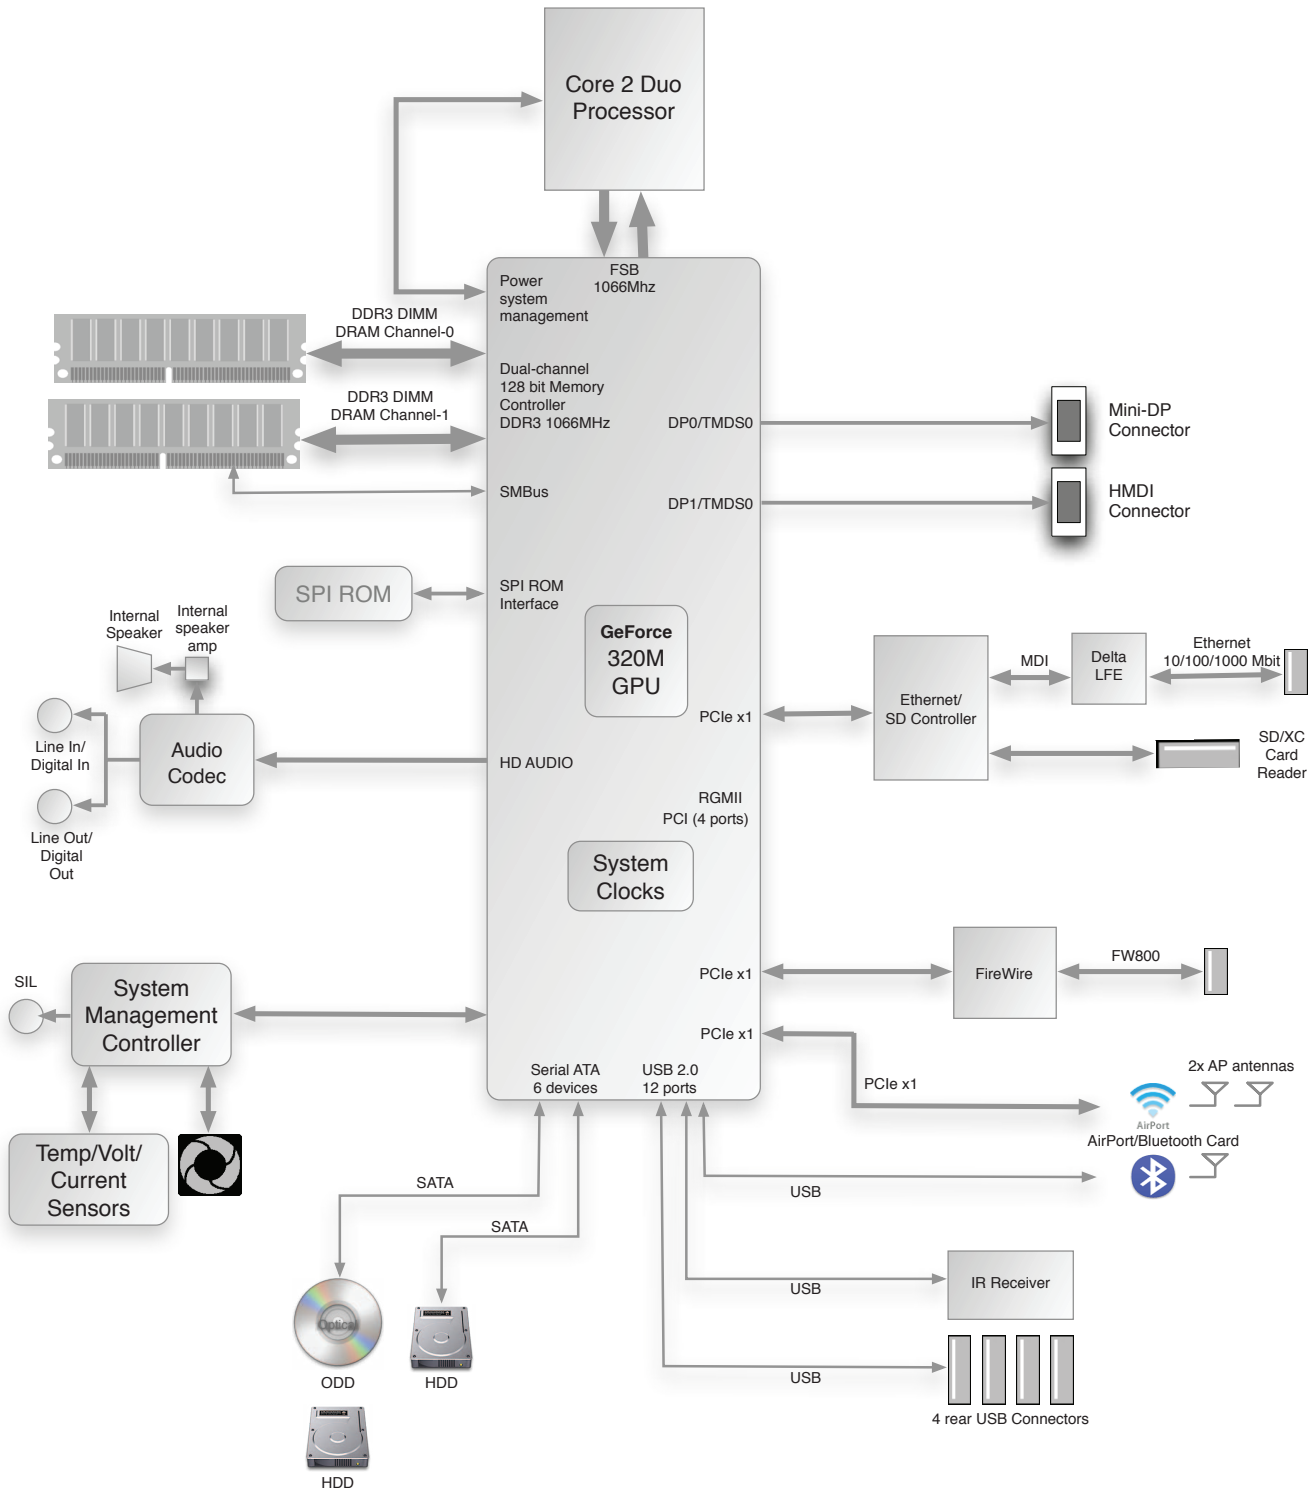 Core 2 Duo
Processor
FSB
1066Mhz
Power
system
management
DDR3 DIMM
DRAM Channel-0
Dual-channel
128 bit Memory
Controller
DDR3 1066MHz
DDR3 DIMM
DRAM Channel-1
DP0/TMDS0
Mini-DP
Connector
SMBus
DP1/TMDS0
HMDI
Connector
SPI ROM
SPI ROM
Interface
GeForce
320M
GPU
Internal
Speaker
Internal
speaker
amp
Line In/
Digital In
Audio
Codec
HD AUDIO
Line Out/
Digital
Out
PCIe x1
Ethernet/
SD Controller
MDI
Delta
LFE
Ethernet
10/100/1000 Mbit
SD/XC
Card
Reader
RGMII
PCI (4 ports)
System
Clocks
PCIe x1
FireWire
FW800
SIL
System
Management
Controller
PCIe x1
PCIe x1
2x AP antennas
AirPort
AirPort/Bluetooth Card
Serial ATA
6 devices
USB 2.0
12 ports
Temp/Volt/
Current
Sensors
SATA
USB
SATA
USB
IR Receiver
Optical
ODD
HDD
USB
4 rear USB Connectors
HDD